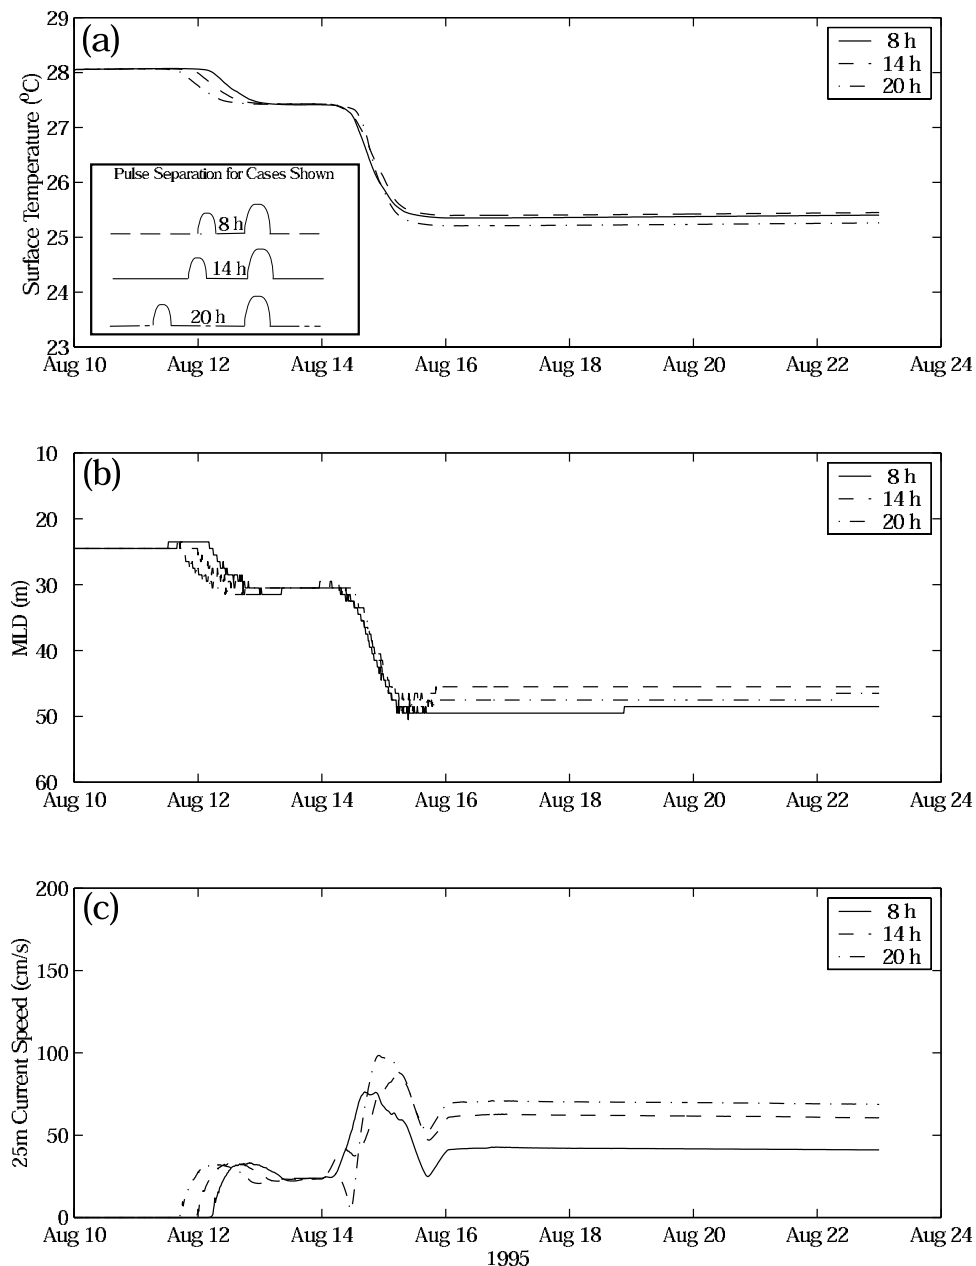 (a)
29
28
27
26
25
24
23
Surface Temperature (ºC)
8 h
14 h
20 h
Pulse Separation for Cases Shown
8 h
14 h
20 h
Aug 10 Aug 12 Aug 14 Aug 16 Aug 18 Aug 20 Aug 22 Aug 24
(b)
10
20
30
40
50
60
MLD (m)
8 h
14 h
20 h
Aug 10 Aug 12 Aug 14 Aug 16 Aug 18 Aug 20 Aug 22 Aug 24
(c)
200
150
100
50
0
25m Current Speed (cm/s)
8 h
14 h
20 h
Aug 10 Aug 12 Aug 14 Aug 16 Aug 18 Aug 20 Aug 22 Aug 24
1995